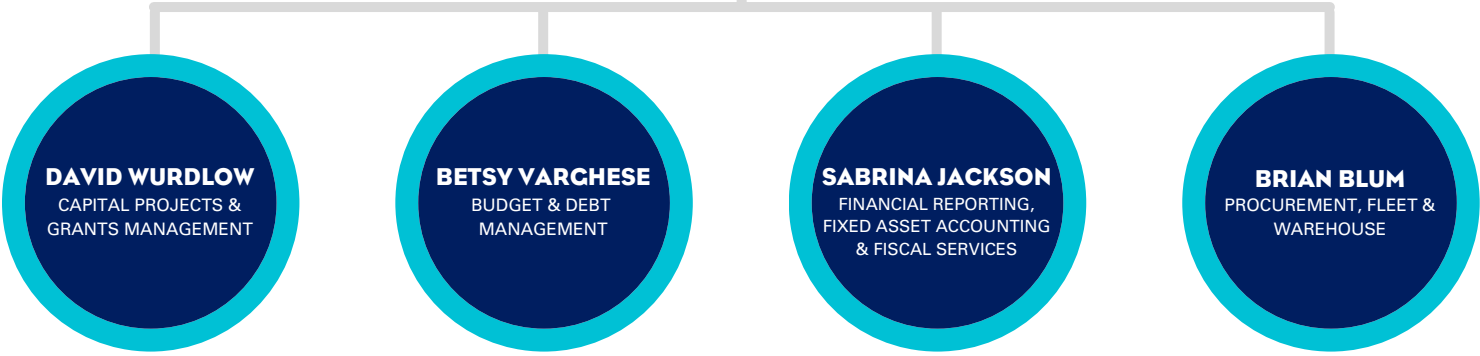 DAVID WURDLOW
CAPITAL PROJECTS &
GRANTS MANAGEMENT
BETSY VARGHESE
BUDGET & DEBT
MANAGEMENT
SABRINA JACKSON
FINANCIAL REPORTING,
FIXED ASSET ACCOUNTING
& FISCAL SERVICES
BRIAN BLUM
PROCUREMENT, FLEET &
WAREHOUSE